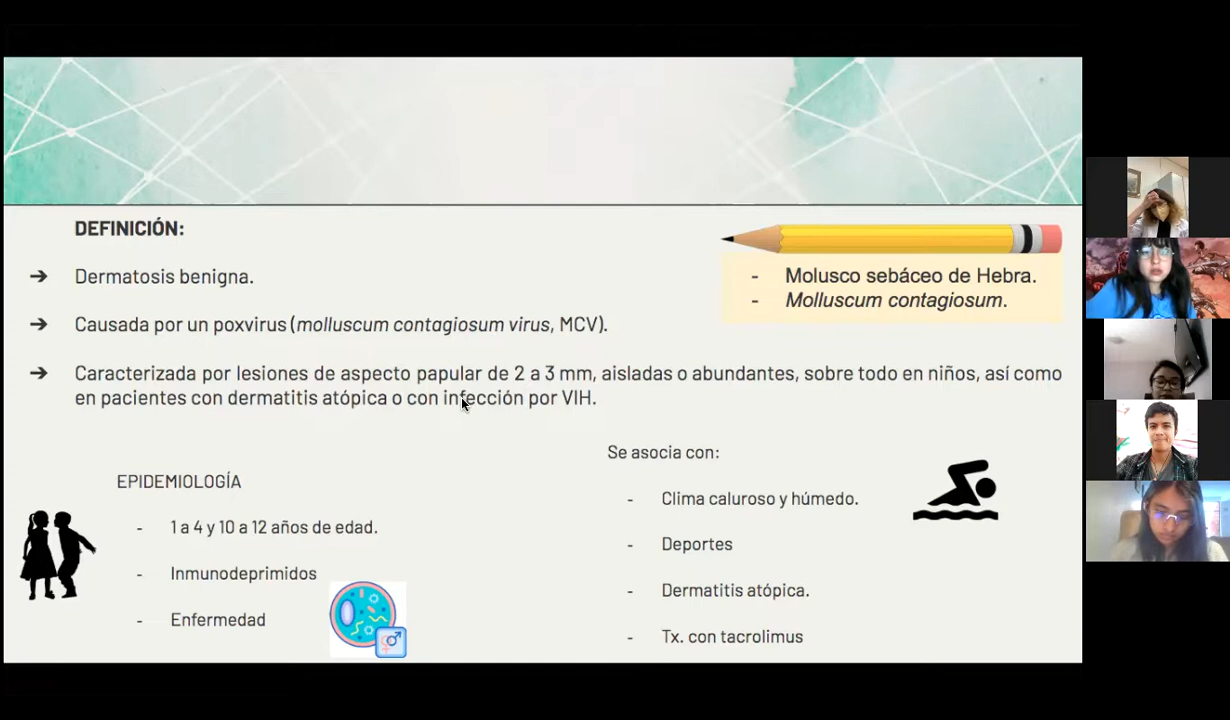 DEFINICIÓN:
➔ Dermatosis benigna.
➔ Causada por un poxvirus (molluscum contagiosum virus, MCV).
➔ Caracterizada por lesiones de aspecto papular de 2 a 3 mm, aisladas o abundantes, sobre todo en niños, así como
en pacientes con dermatitis atópica o con infección por VIH.
- Molusco sebáceo de Hebra.
- Molluscum contagiosum.
EPIDEMIOLOGÍA
- 1 a 4 y 10 a 12 años de edad.
- Inmunodeprimidos
- Enfermedad
Se asocia con:
- Clima caluroso y húmedo.
- Deportes
- Dermatitis atópica.
- Tx. con tacrolimus